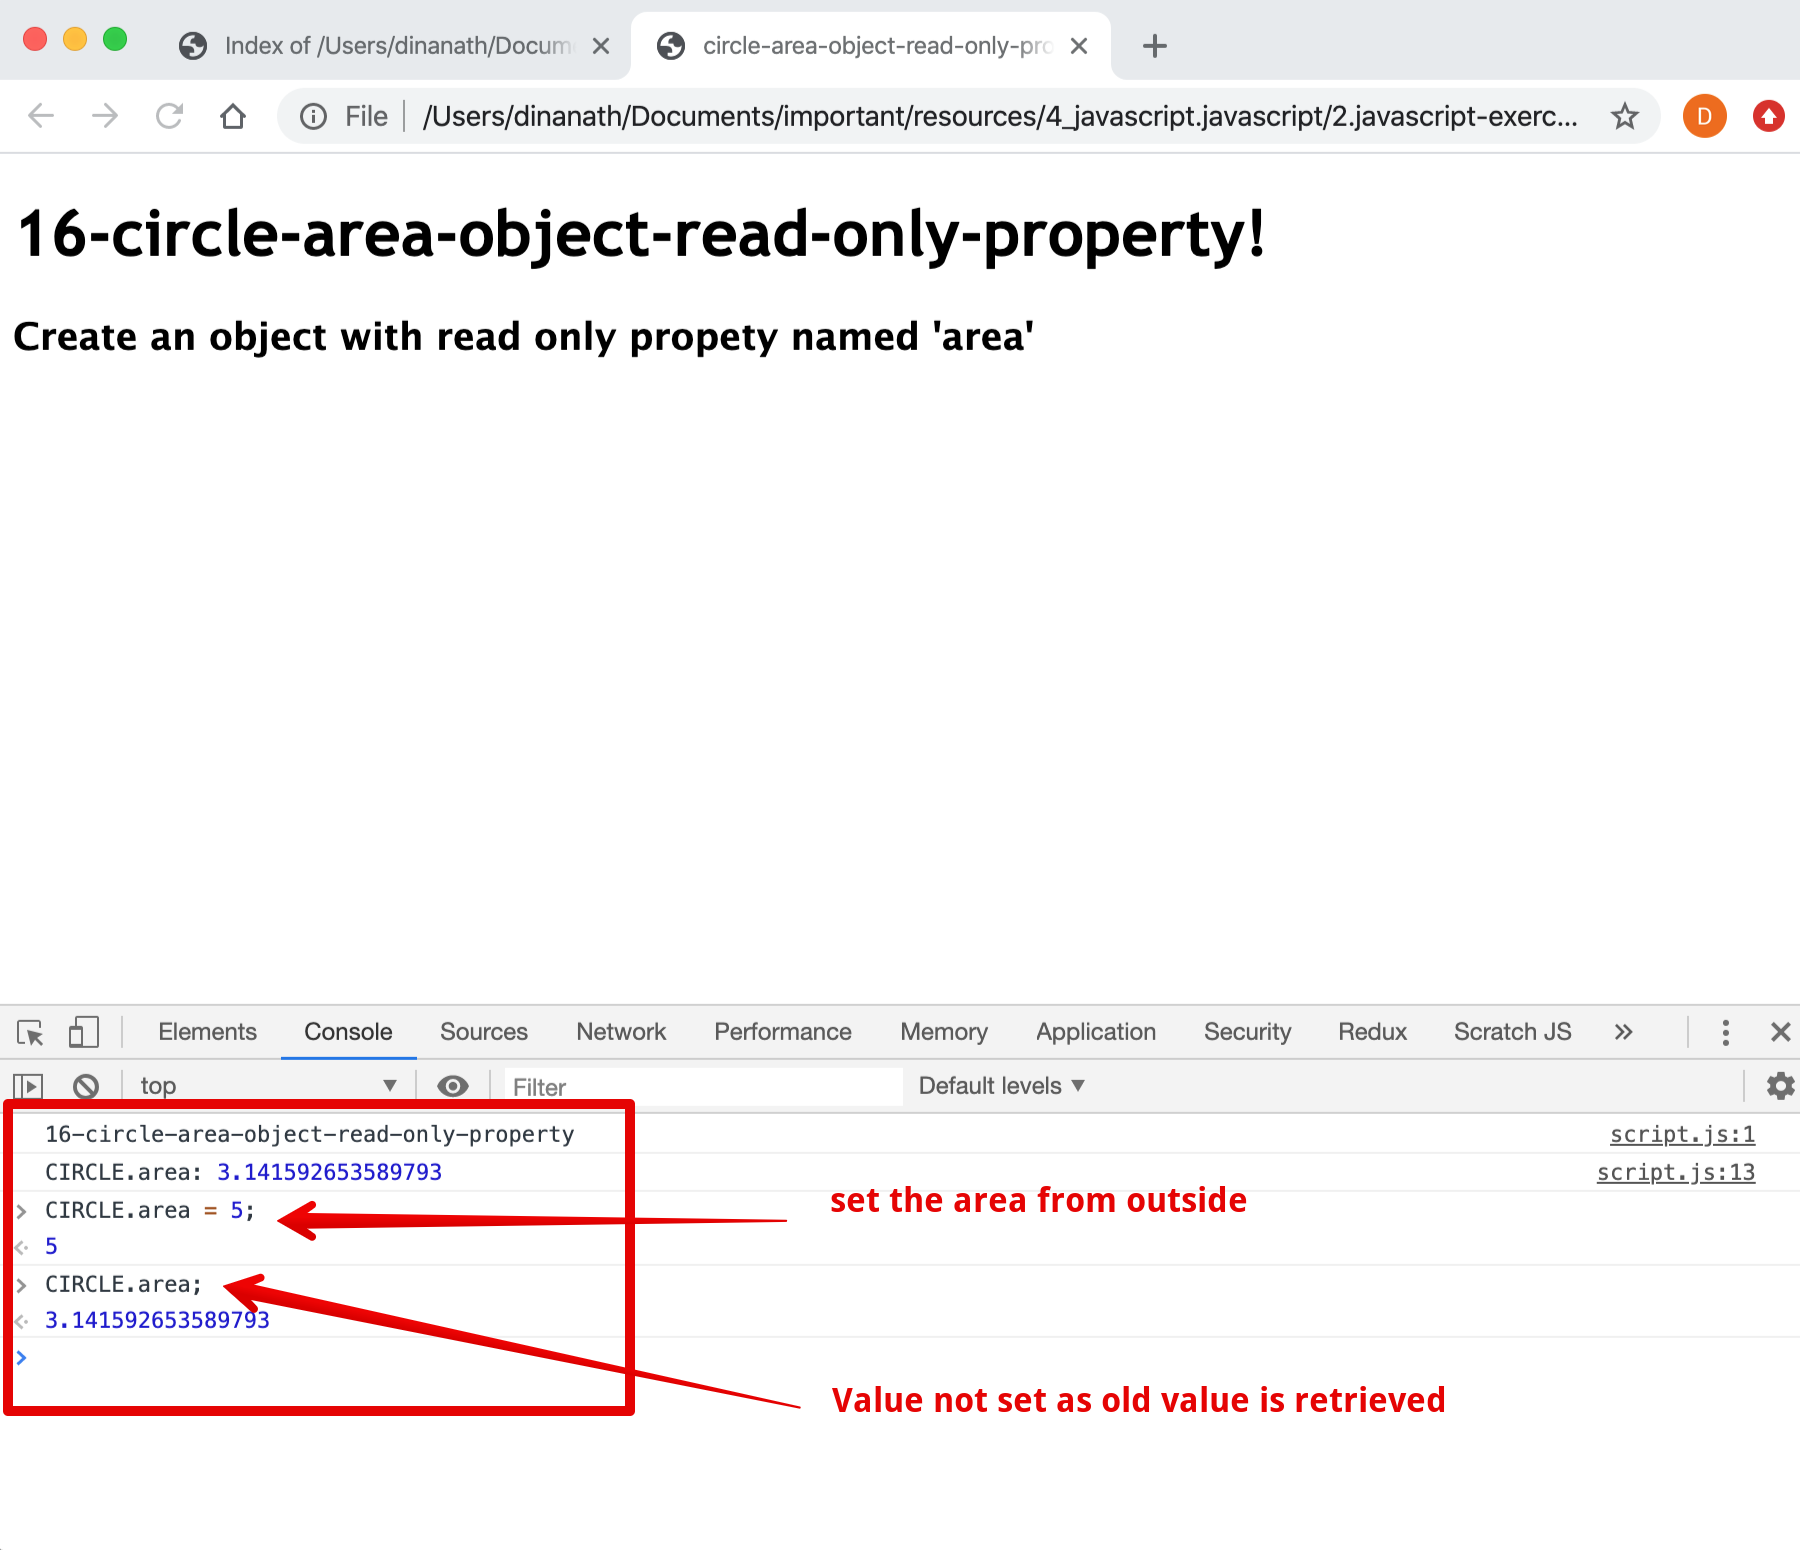 Index of /Users/dinanath/Docum
circle-area-object-read-only-pro
File /Users/dinanath/Documents/important/resources/4_javascript.javascript/2.javascript-exerc...
D
16-circle-area-object-read-only-property!
Create an object with read only propety named 'area'
Elements Console Sources Network Performance Memory Application Security Redux Scratch JS »
top Filter Default levels
16-circle-area-object-read-only-property script.js:1
CIRCLE.area: 3.141592653589793 script.js:13
> CIRCLE.area = 5;
set the area from outside
5
> CIRCLE.area;
3.141592653589793
>
Value not set as old value is retrieved